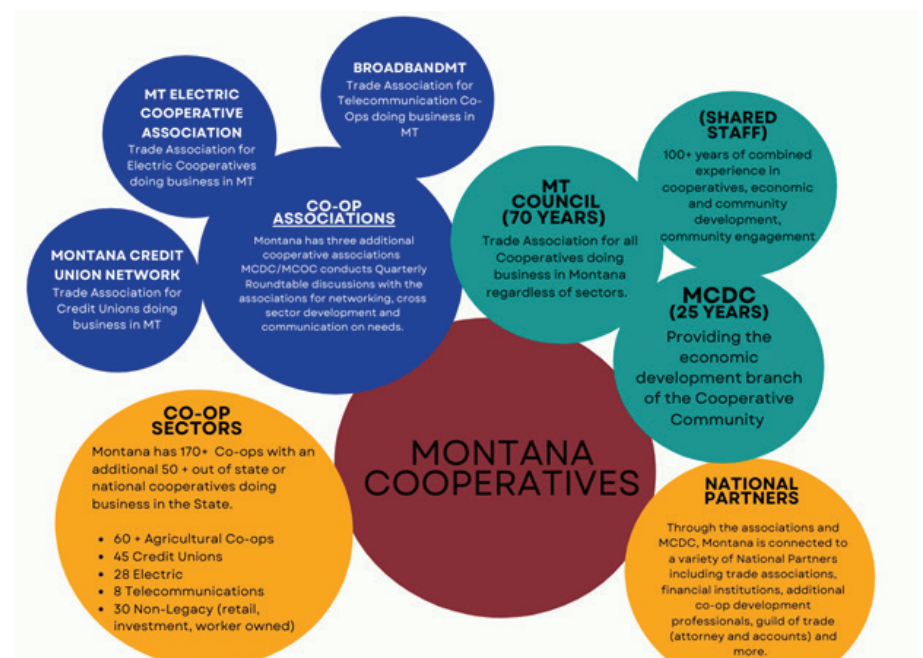 BROADBANDMT
Trade Association for
Telecommunication Co-
Ops doing business in
MT
MT ELECTRIC
COOPERATIVE
ASSOCIATION
Trade Association for
Electric Cooperatives
doing business in MT
MONTANA CREDIT
UNION NETWORK
Trade Association for
Credit Unions doing
business in MT
CO-OP
ASSOCIATIONS
Montana has three additional
cooperative associations
MCDC/MCOC conducts Quarterly
Roundtable discussions with the
associations for networking, cross
sector development and
communication on needs.
MT
COUNCIL
(70 YEARS)
Trade Association for all
Cooperatives doing
business in Montana
regardless of sectors.
(SHARED
STAFF)
100+ years of combined
experience in
cooperatives, economic
and community
development,
community engagement
MCDC
(25 YEARS)
Providing the
economic
development branch
of the Cooperative
Community
MONTANA
COOPERATIVES
CO-OP
SECTORS
Montana has 170+ Co-ops with an
additional 50 + out of state or
national cooperatives doing
business in the State.
• 60 + Agricultural Co-ops
• 45 Credit Unions
• 28 Electric
• 8 Telecommunications
• 30 Non-Legacy (retail,
investment, worker owned)
NATIONAL
PARTNERS
Through the associations and
MCDC, Montana is connected to
a variety of National Partners
including trade associations,
financial institutions, additional
co-op development
professionals, guild of trade
(attorney and accounts) and
more.